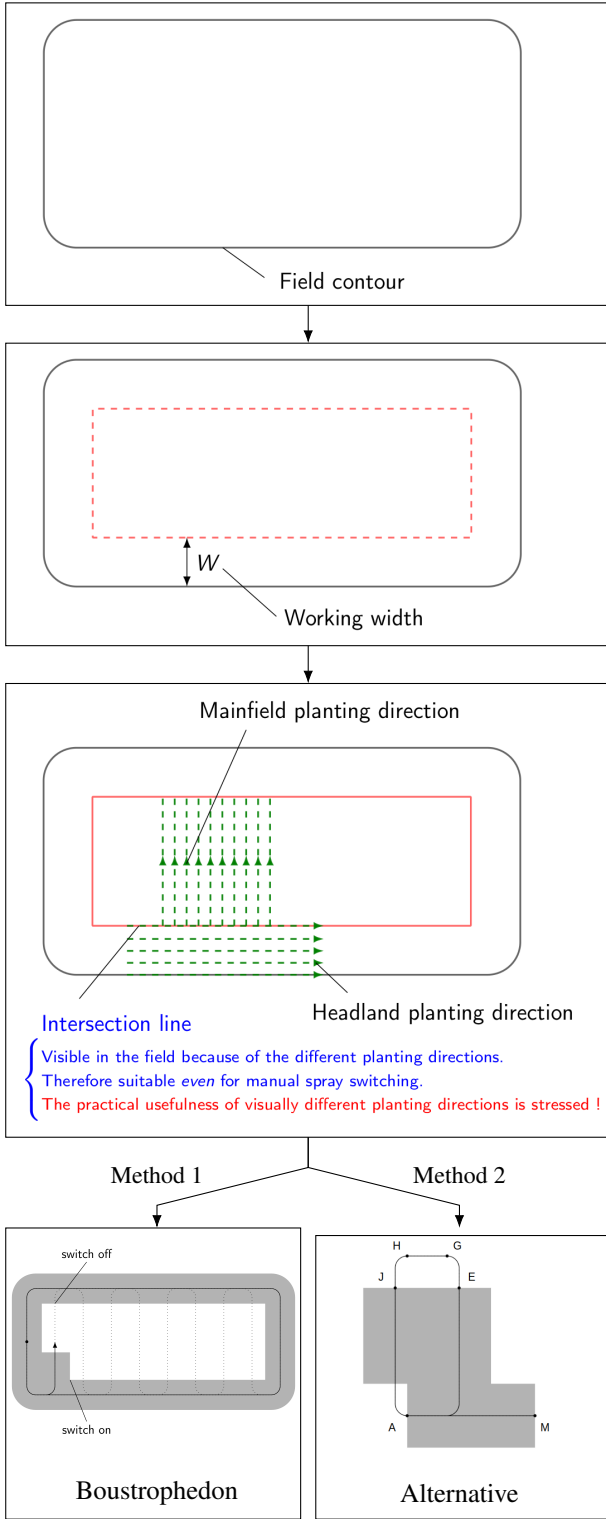 Field contour
W
Working width
Mainfield planting direction
Headland planting direction
Intersection line
Visible in the field because of the different planting directions.
Therefore suitable even for manual spray switching.
The practical usefulness of visually different planting directions is stressed !
Method 1
Method 2
switch off
switch on
Boustrophedon
H
G
J
E
A
M
Alternative